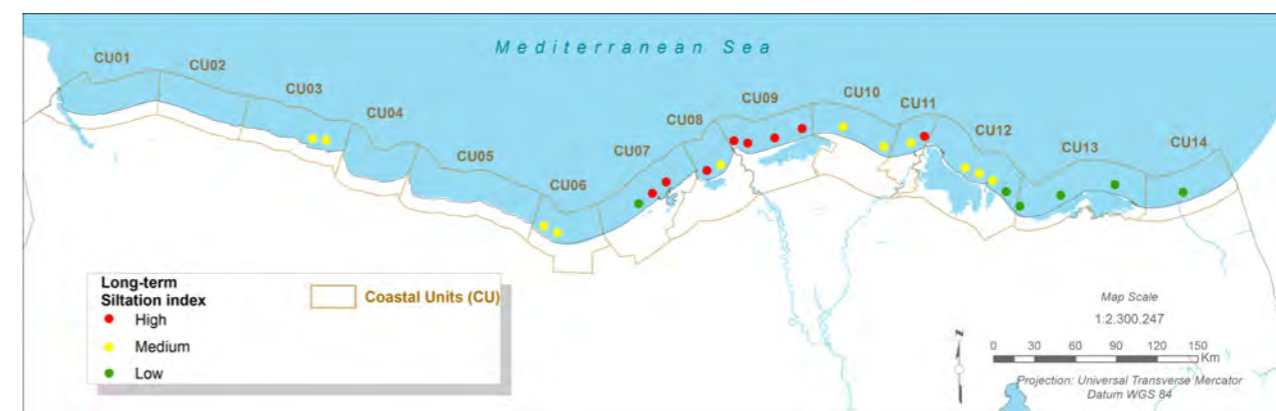 Mediterranean Sea
CU01
CU02
CU03
CU04
CU05
CU06
CU07
CU08
CU09
CU10
CU11
CU12
CU13
CU14
Long-term
Siltation index
High
Medium
Low
Coastal Units (CU)
N
Map Scale
1:2.300.247
0 30 60 90 120 150
Km
Projection: Universal Transverse Mercator
Datum WGS 84